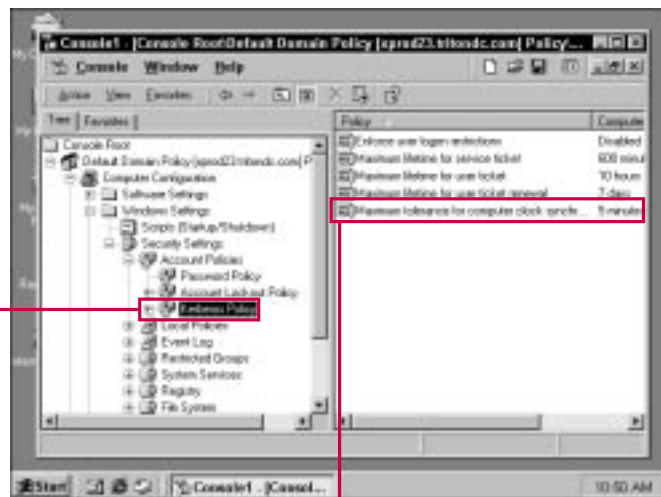 Console1 - [Console Root\Default Domain Policy [sprod23.tritondc.com] Policy\...
Console Window Help
Action View Favorites
Tree Favorites
Console Root
Default Domain Policy [sprod23.tritondc.com] P
Computer Configuration
Software Settings
Windows Settings
Scripts (Startup/Shutdown)
Security Settings
Account Policies
Password Policy
Account Lockout Policy
Kerberos Policy
Local Policies
Event Log
Restricted Groups
System Services
Registry
File System
Policy Computer
Enforce user logon restrictions Disabled
Maximum lifetime for service ticket 600 minut
Maximum lifetime for user ticket 10 hours
Maximum lifetime for user ticket renewal 7 days
Maximum tolerance for computer clock synchr... 5 minutes
Start Console1 - [Consol... 10:50 AM